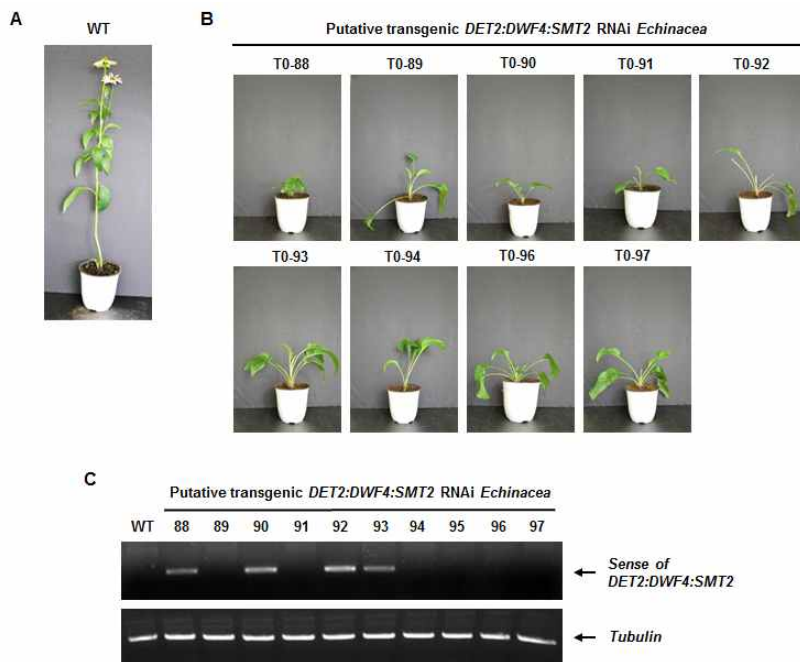 A
WT
B
Putative transgenic DET2:DWF4:SMT2 RNAi Echinacea
T0-88 T0-89 T0-90 T0-91 T0-92
T0-93 T0-94 T0-96 T0-97
C
Putative transgenic DET2:DWF4:SMT2 RNAi Echinacea
WT 88 89 90 91 92 93 94 95 96 97
Sense of
DET2:DWF4:SMT2
Tubulin